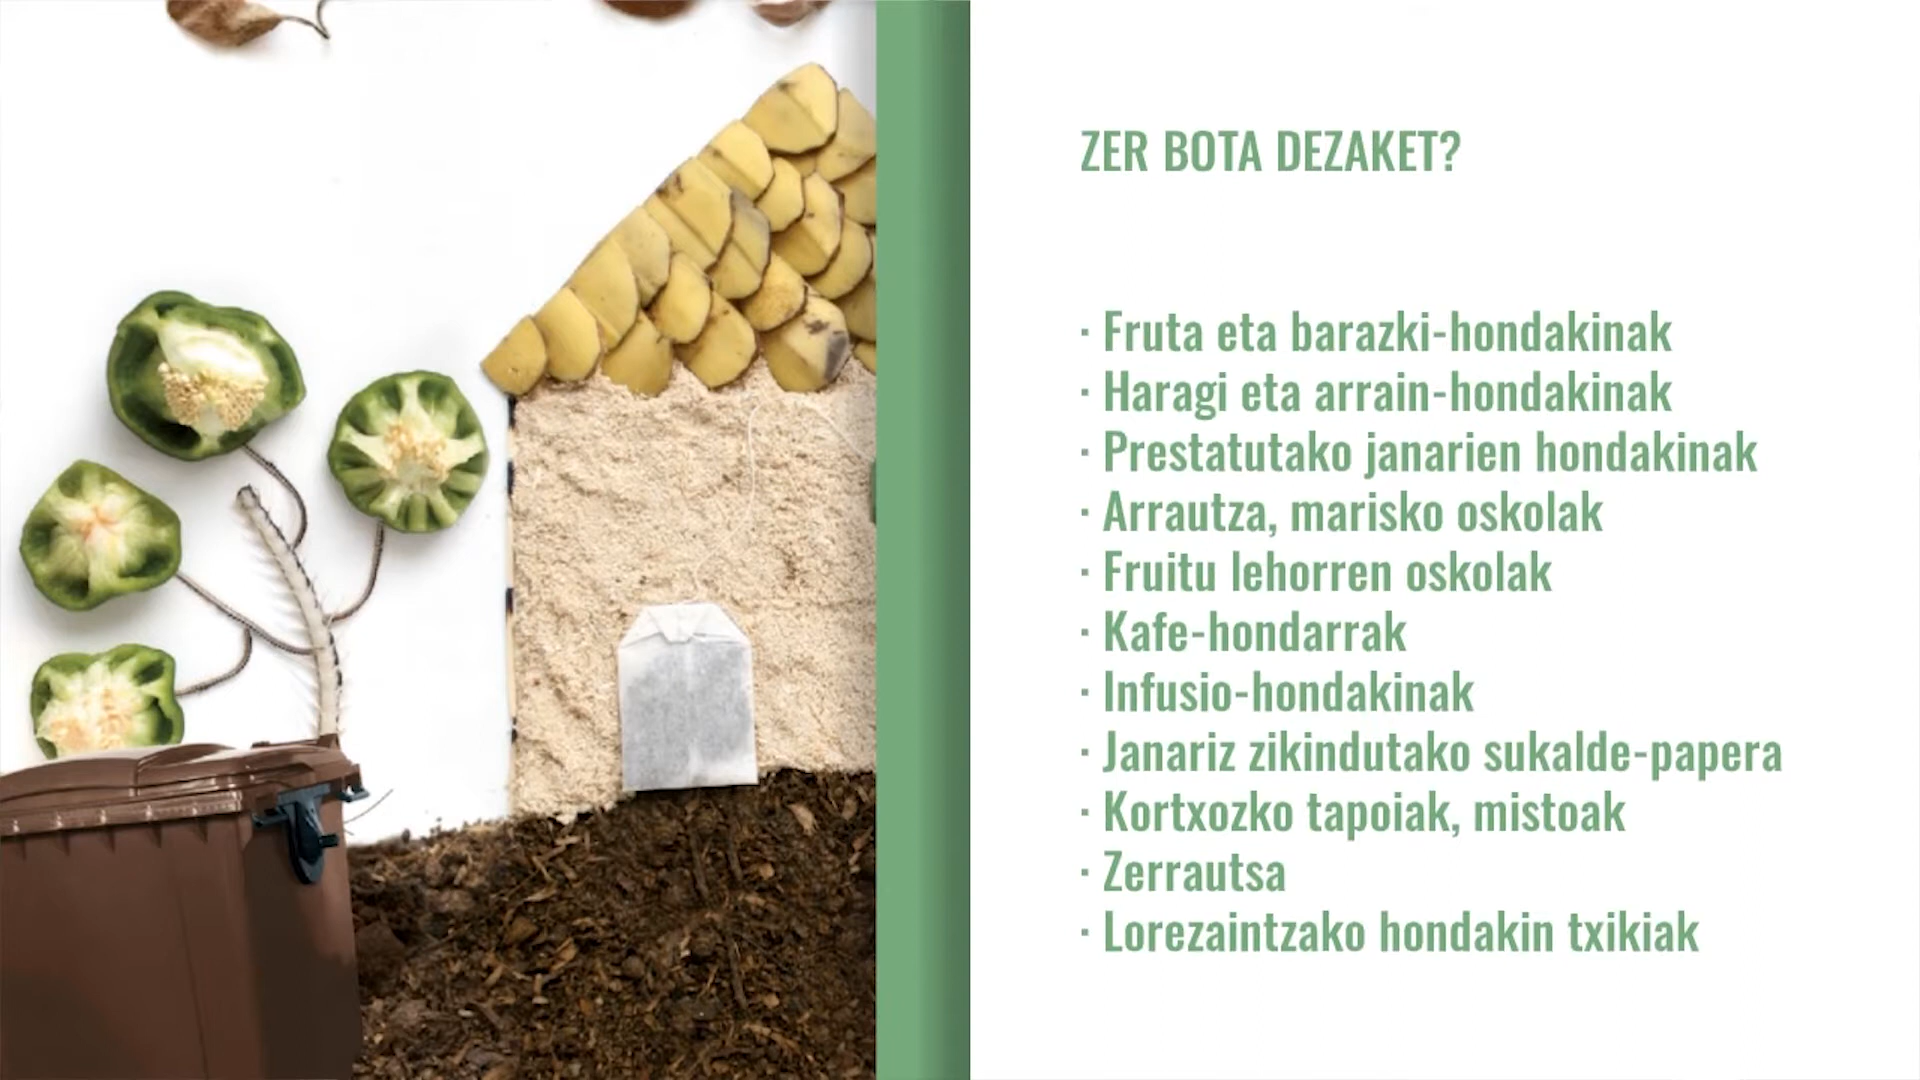 ZER BOTA DEZAKET?
· Fruta eta barazki-hondakinak
· Haragi eta arrain-hondakinak
· Prestatutako janarien hondakinak
· Arrautza, marisko oskolak
· Fruitu lehorren oskolak
· Kafe-hondarrak
· Infusio-hondakinak
· Janariz zikindutako sukalde-papera
· Kortxozko tapoiak, mistoak
· Zerrautsa
· Lorezaintzako hondakin txikiak